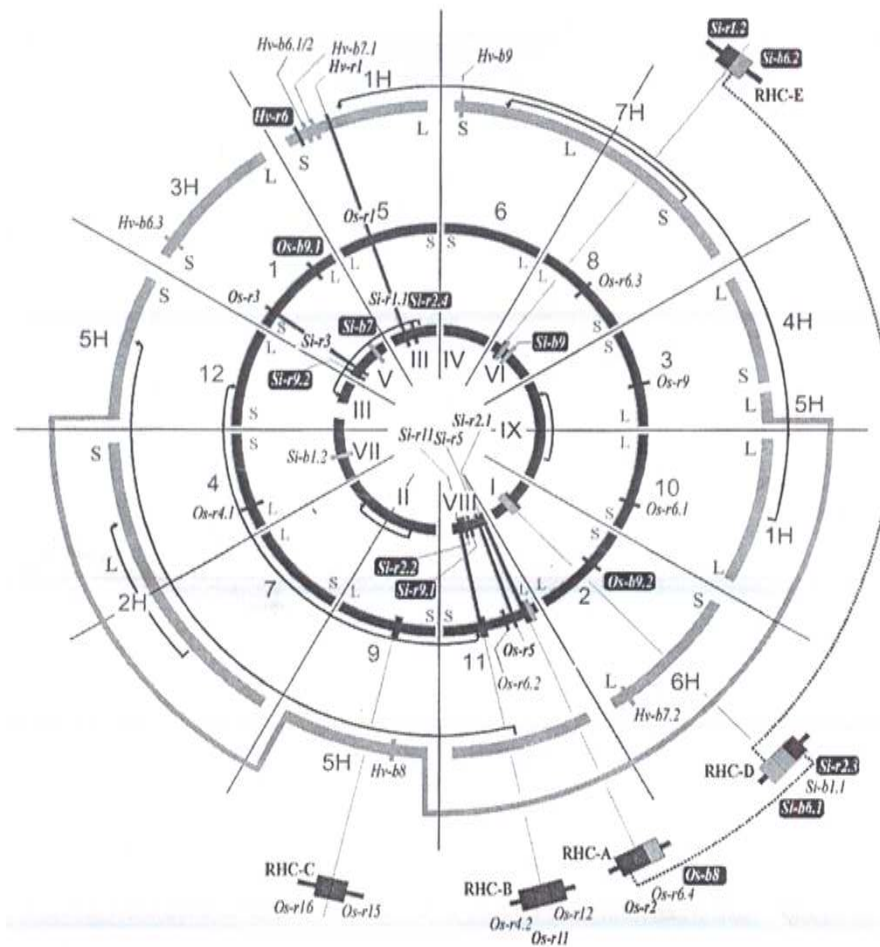 Si-r1.2
Si-b6.2
RHC-E
Hv-b6.1/2
Hv-b7.1
Hv-r1
1H
Hv-b9
7H
Hv-r6
S
L
S
L
L
3H
S
Os-r1
5
6
Hv-b6.3
S
Os-b9.1
1
L
L
S
S
L
L
8
Os-r6.3
S
Os-r3
Si-r1.1
Si-r2.4
L
4H
5H
S
L
Si-r3
Si-b7
III
IV
VI
Si-b9
S
S
3
Os-r9
12
Si-r9.2
V
III
S
L
5H
S
Si-r11
Si-r5
Si-r2.1
IX
L
S
S
Si-b1.2
VII
L
L
4
Os-r4.1
L
L
II
VIII
I
10
Os-r6.1
S
S
1H
L
2H
7
Si-r2.2
Si-r9.1
L
L
2
Os-b9.2
L
S
S
L
S
S
9
11
Os-r5
Os-r6.2
L
6H
Hv-b7.2
5H
Hv-b8
RHC-D
Si-r2.3
Si-b1.1
Si-b6.1
RHC-C
Os-r16
Os-r15
RHC-B
Os-r4.2
Os-r11
Os-r12
RHC-A
Os-b8
Os-r6.4
Os-r2